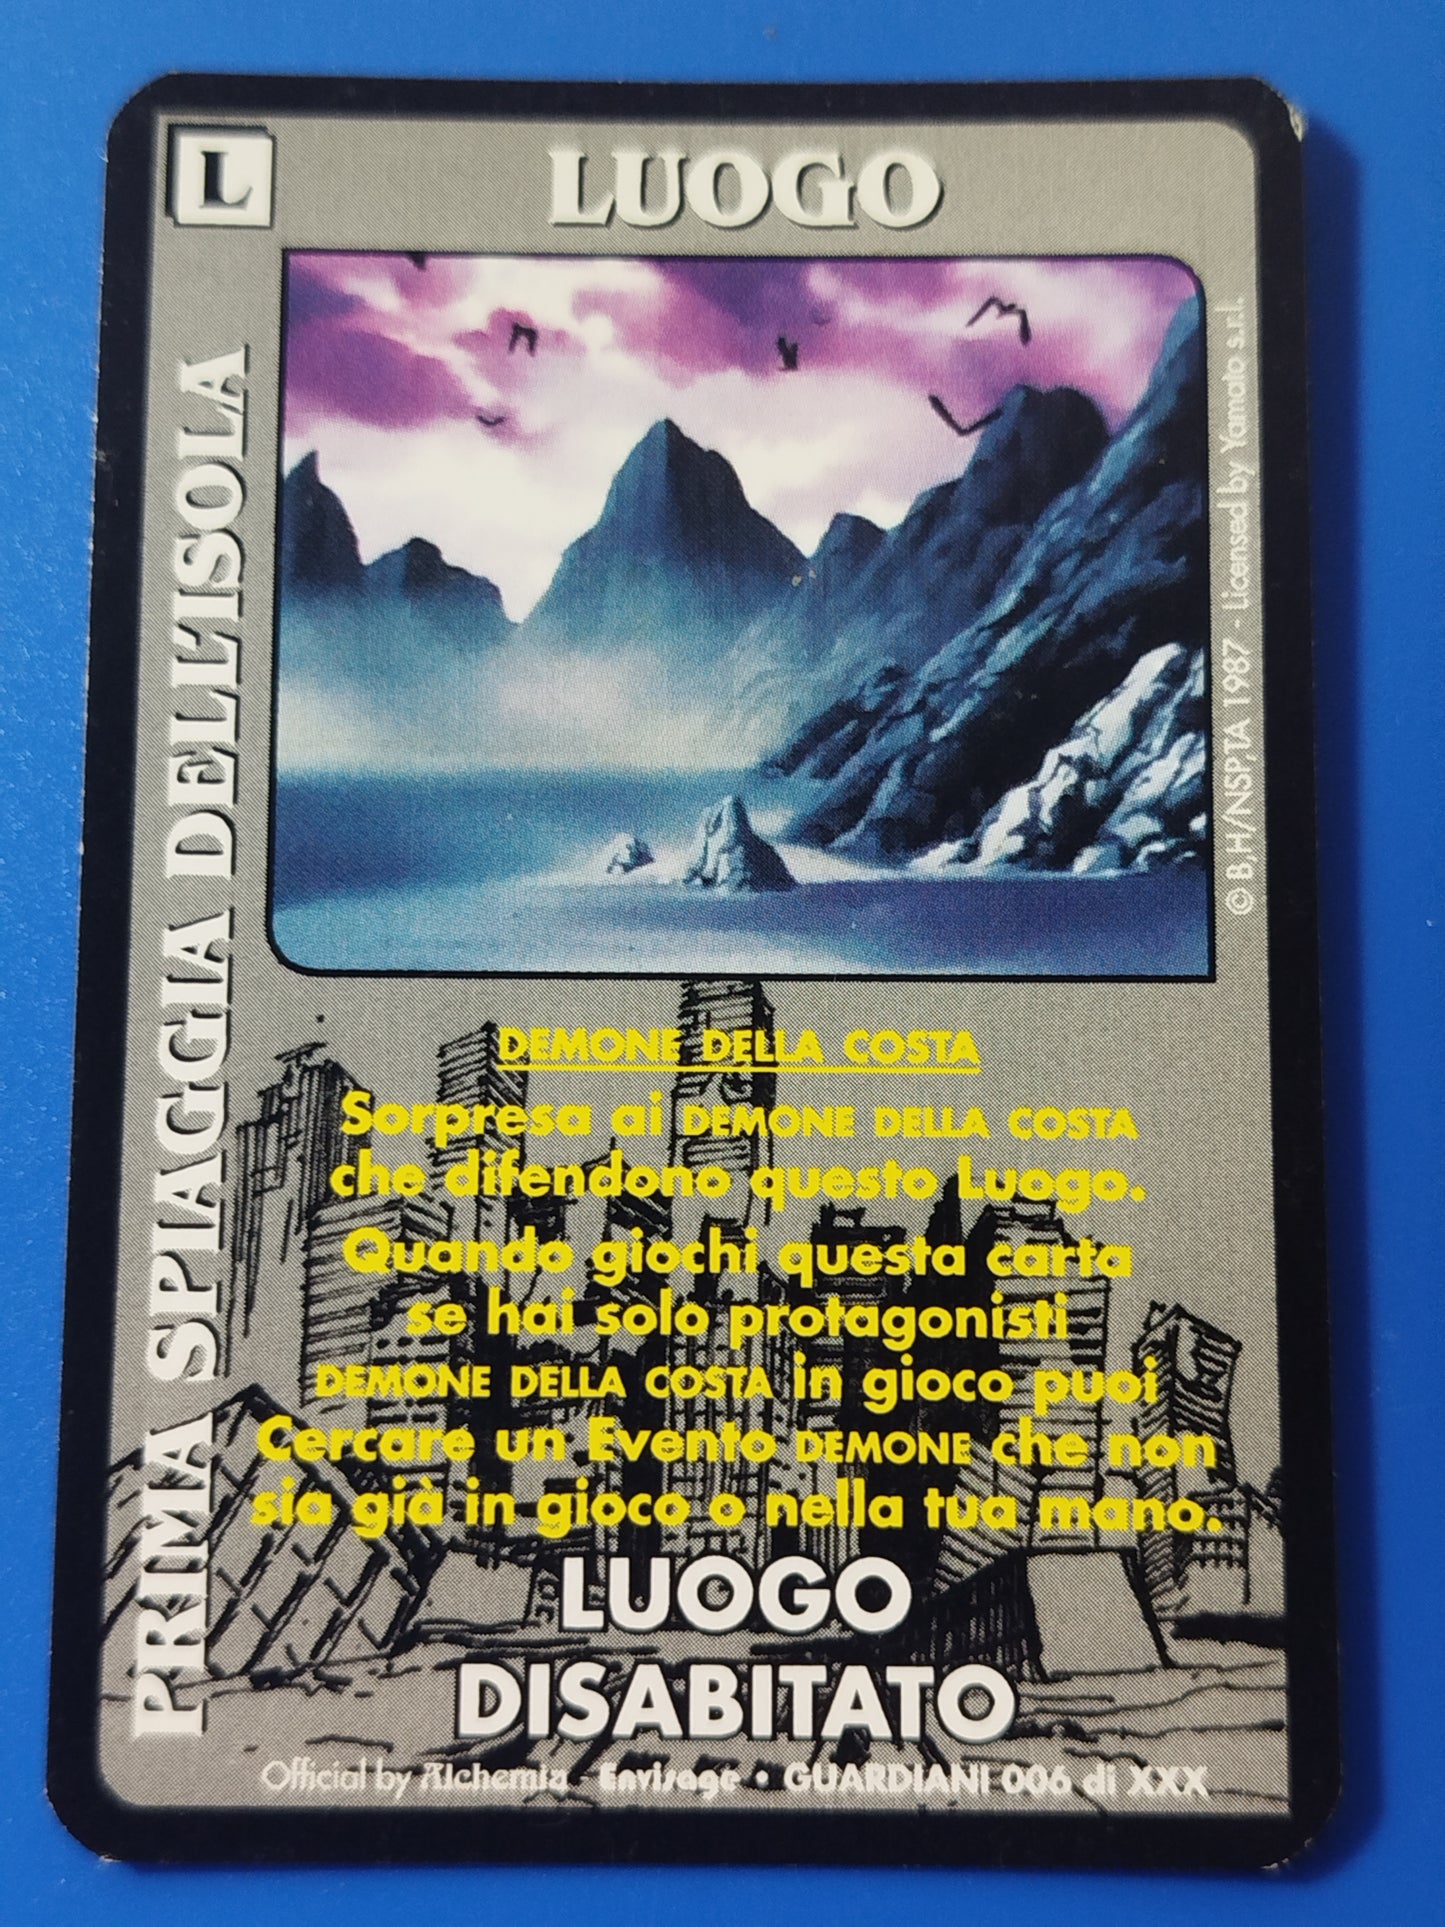 L
LUOGO
PRIMA SPIAGGIA DELL'ISOLA
© B,H/NSP,TA 1987 - Licensed by Yamato s.r.l.
DEMONE DELLA COSTA
Sorpresa ai DEMONE DELLA COSTA
che difendono questo Luogo.
Quando giochi questa carta
se hai solo protagonisti
DEMONE DELLA COSTA in gioco puoi
Cercare un Evento DEMONE che non
sia già in gioco o nella tua mano.
LUOGO
DISABITATO
Official by Alchemia - Envisage • GUARDIANI 006 di XXX